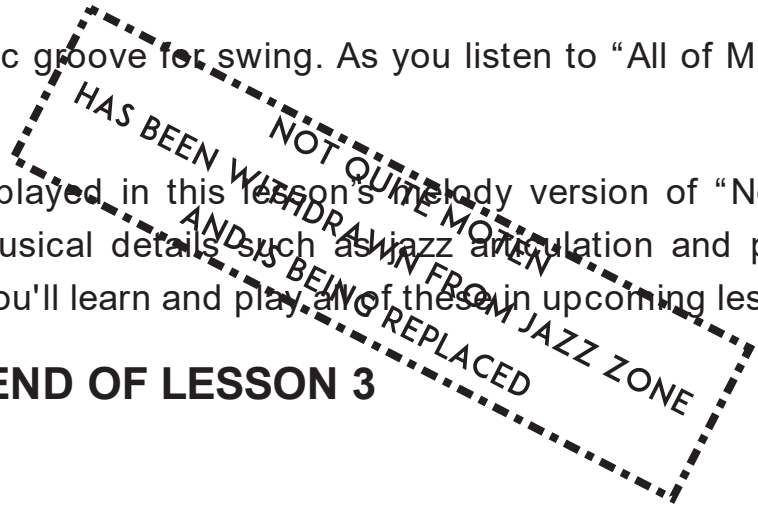 c groove for swing. As you listen to “All of M
played in this lesson’s melody version of “N
usical details such as jazz articulation and p
ou'll learn and play all of these in upcoming les
END OF LESSON 3
NOT QUITE MOTEN
HAS BEEN WITHDRAWN FROM JAZZ ZONE
AND IS BEING REPLACED